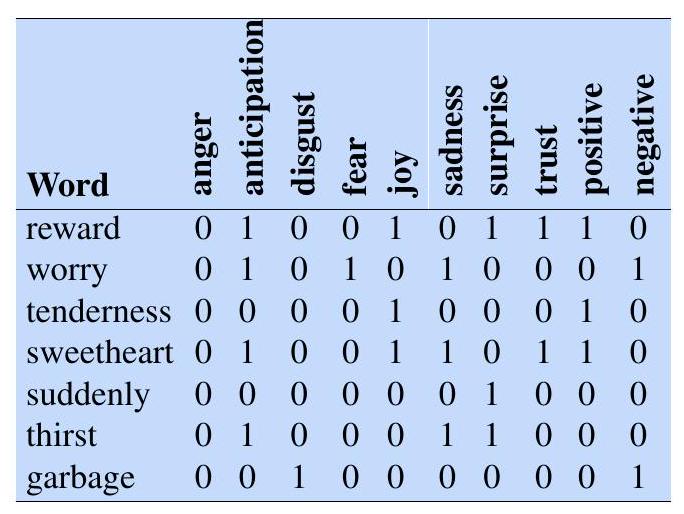 Word anger anticipation disgust fear joy sadness surprise trust positive negative
reward 0 1 0 0 1 0 1 1 1 0
worry 0 1 0 1 0 1 0 0 0 1
tenderness 0 0 0 0 1 0 0 0 1 0
sweetheart 0 1 0 0 1 1 0 1 1 0
suddenly 0 0 0 0 0 0 1 0 0 0
thirst 0 1 0 0 0 1 1 0 0 0
garbage 0 0 1 0 0 0 0 0 0 1